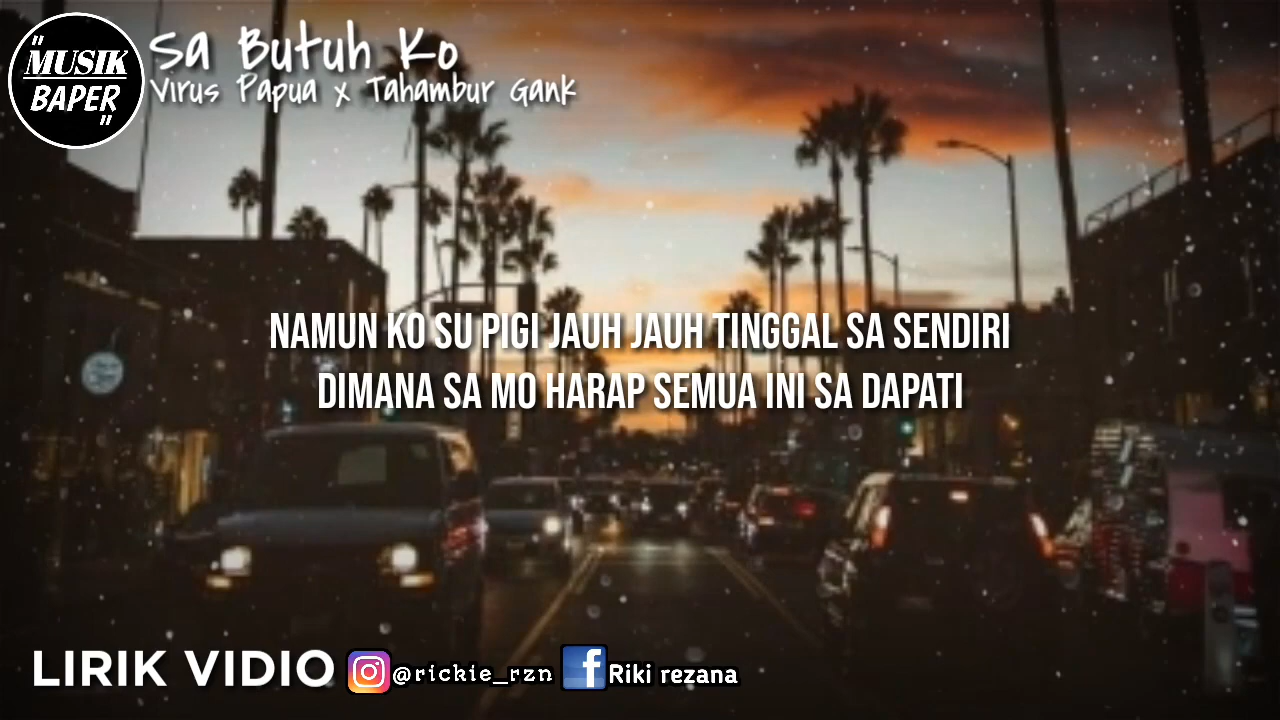 "MUSIK
BAPER"
Sa Butuh Ko
Virus Papua x Tahambur Gank
NAMUN KO SU PIGI JAUH JAUH TINGGAL SA SENDIRI
DIMANA SA MO HARAP SEMUA INI SA DAPATI
LIRIK VIDIO
@rickie_rzn
f Riki rezana